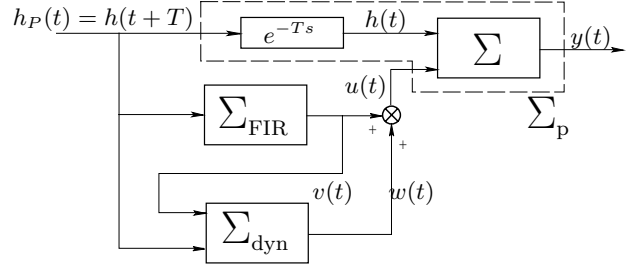 h_P(t) = h(t + T)
e^{-Ts}
h(t)
Σ
y(t)
u(t)
Σ_p
Σ_FIR
+
+
v(t)
w(t)
Σ_dyn